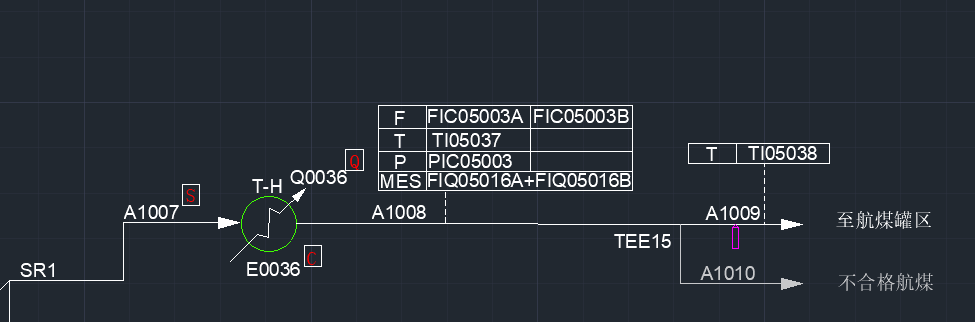 F FIC05003A FIC05003B
T TI05037
P PIC05003
MES FIQ05016A+FIQ05016B
T TI05038
Q
Q0036
T-H
S
A1007
A1008
A1009
至航煤罐区
TEE15
E0036
C
SR1
A1010
不合格航煤